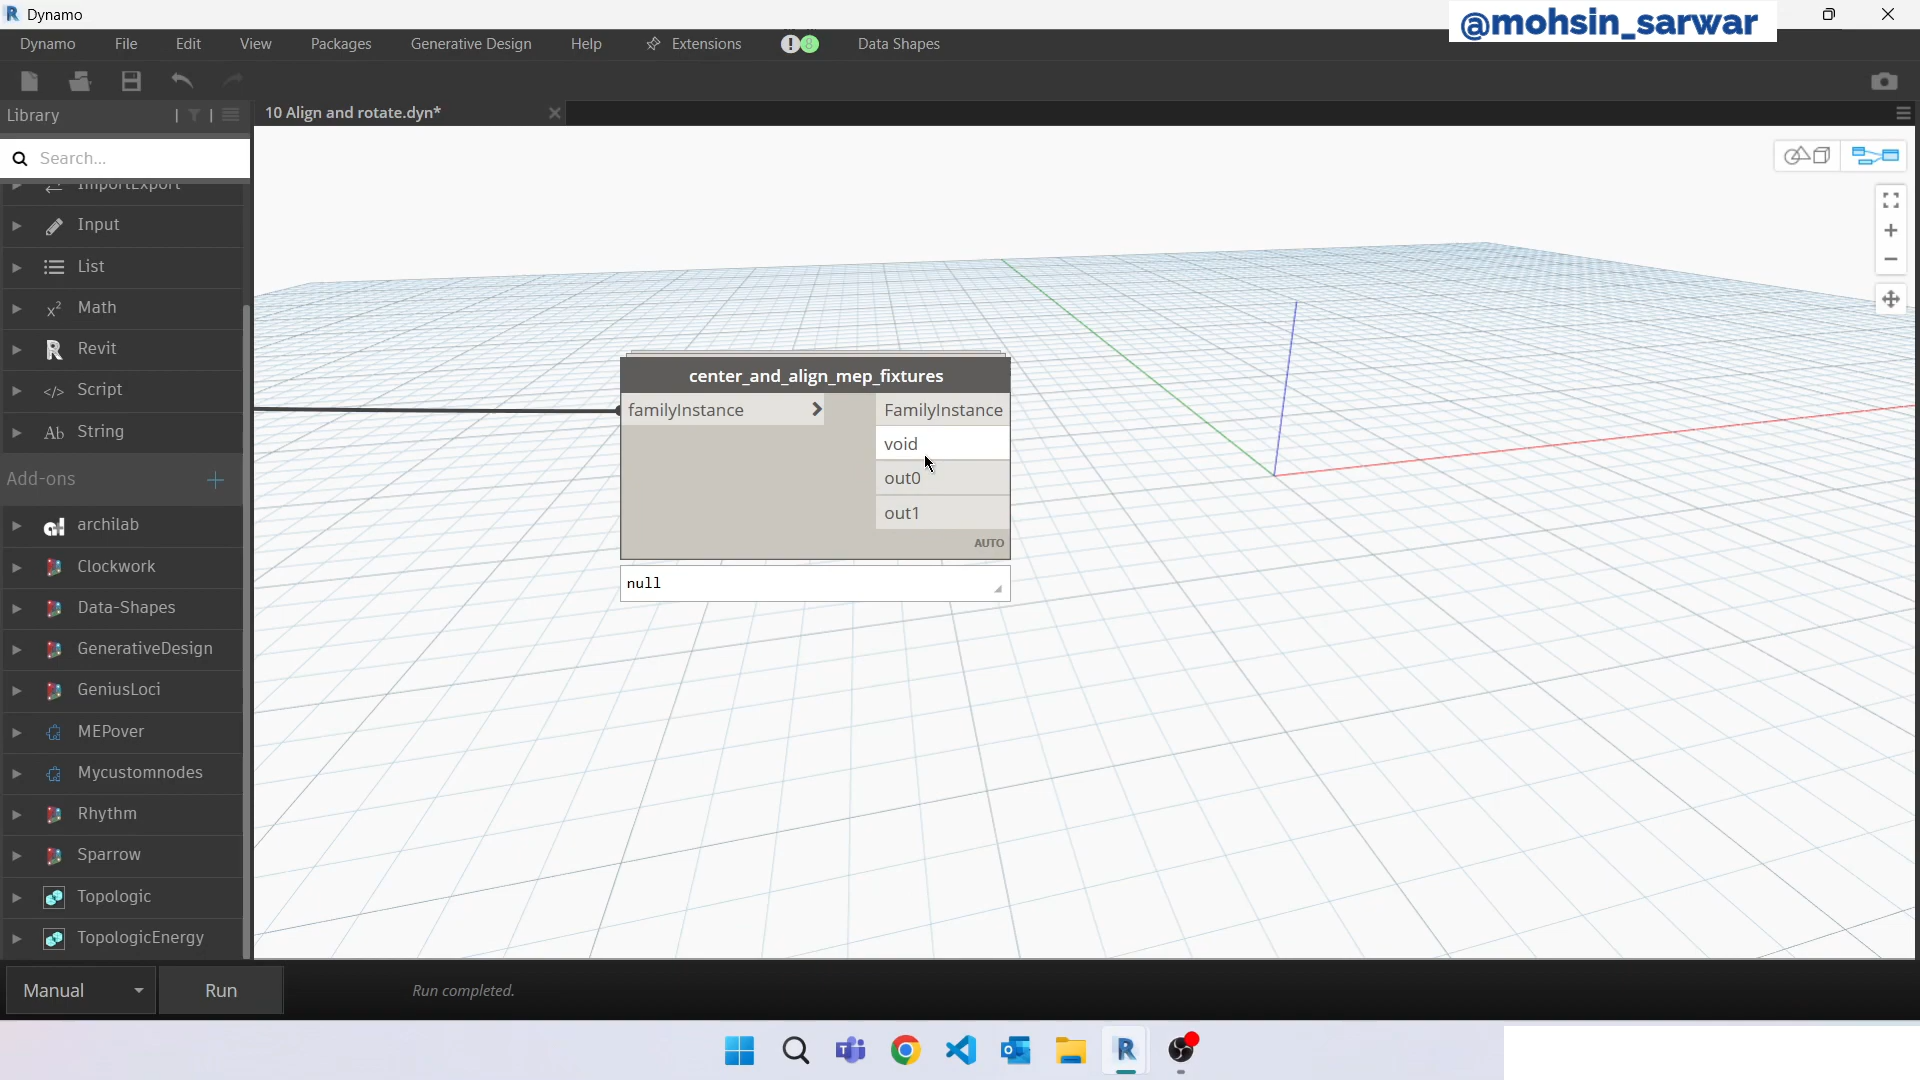 Dynamo
@mohsin_sarwar
Dynamo File Edit View Packages Generative Design Help Extensions 8 Data Shapes
Library
10 Align and rotate.dyn*
Search...
ImportExport
Input
List
Math
Revit
Script
String
Add-ons
archilab
Clockwork
Data-Shapes
GenerativeDesign
GeniusLoci
MEPover
Mycustomnodes
Rhythm
Sparrow
Topologic
TopologicEnergy
center_and_align_mep_fixtures
familyInstance > FamilyInstance
void
out0
out1
AUTO
null
Manual Run Run completed.